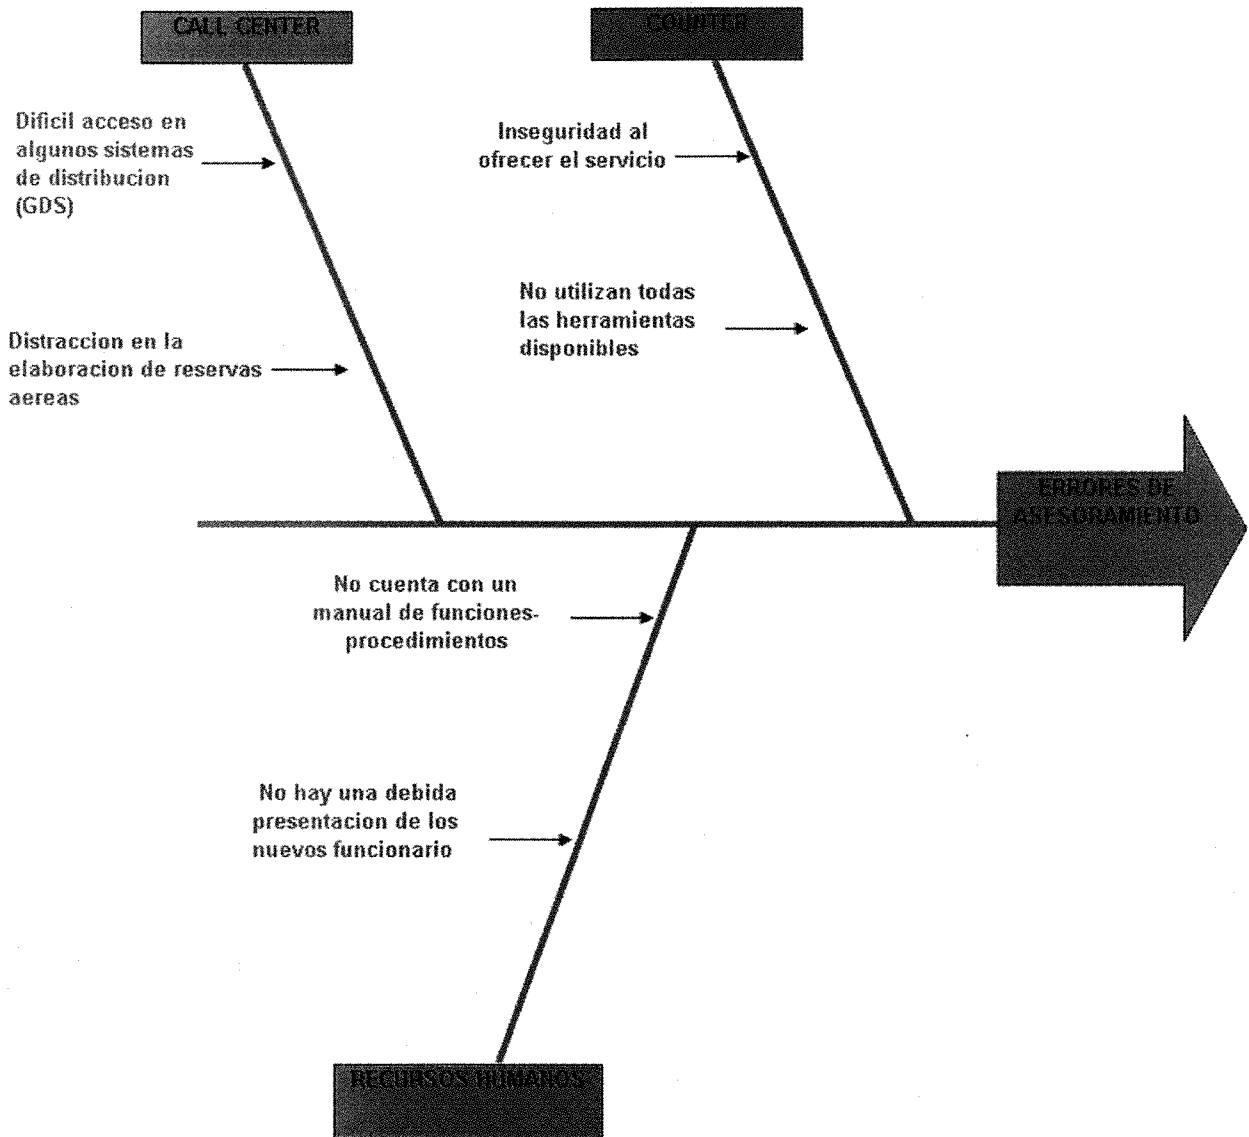 CALL CENTER
COUNTER
Dificil acceso en
algunos sistemas
de distribucion
(GDS)
Inseguridad al
ofrecer el servicio
No utilizan todas
las herramientas
disponibles
Distraccion en la
elaboracion de reservas
aereas
ERRORES DE
ASESORAMIENTO
No cuenta con un
manual de funciones-
procedimientos
No hay una debida
presentacion de los
nuevos funcionario
RECURSOS HUMANOS